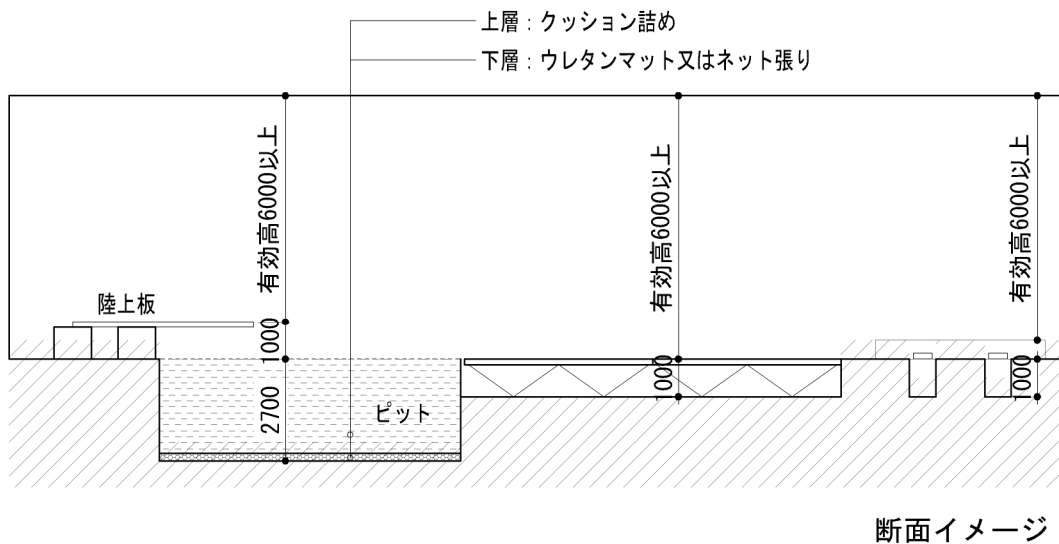 上層：クッション詰め
下層：ウレタンマット又はネット張り
有効高6000以上
有効高6000以上
有効高6000以上
陸上板
1000
2700
ピット
1000
1000
断面イメージ